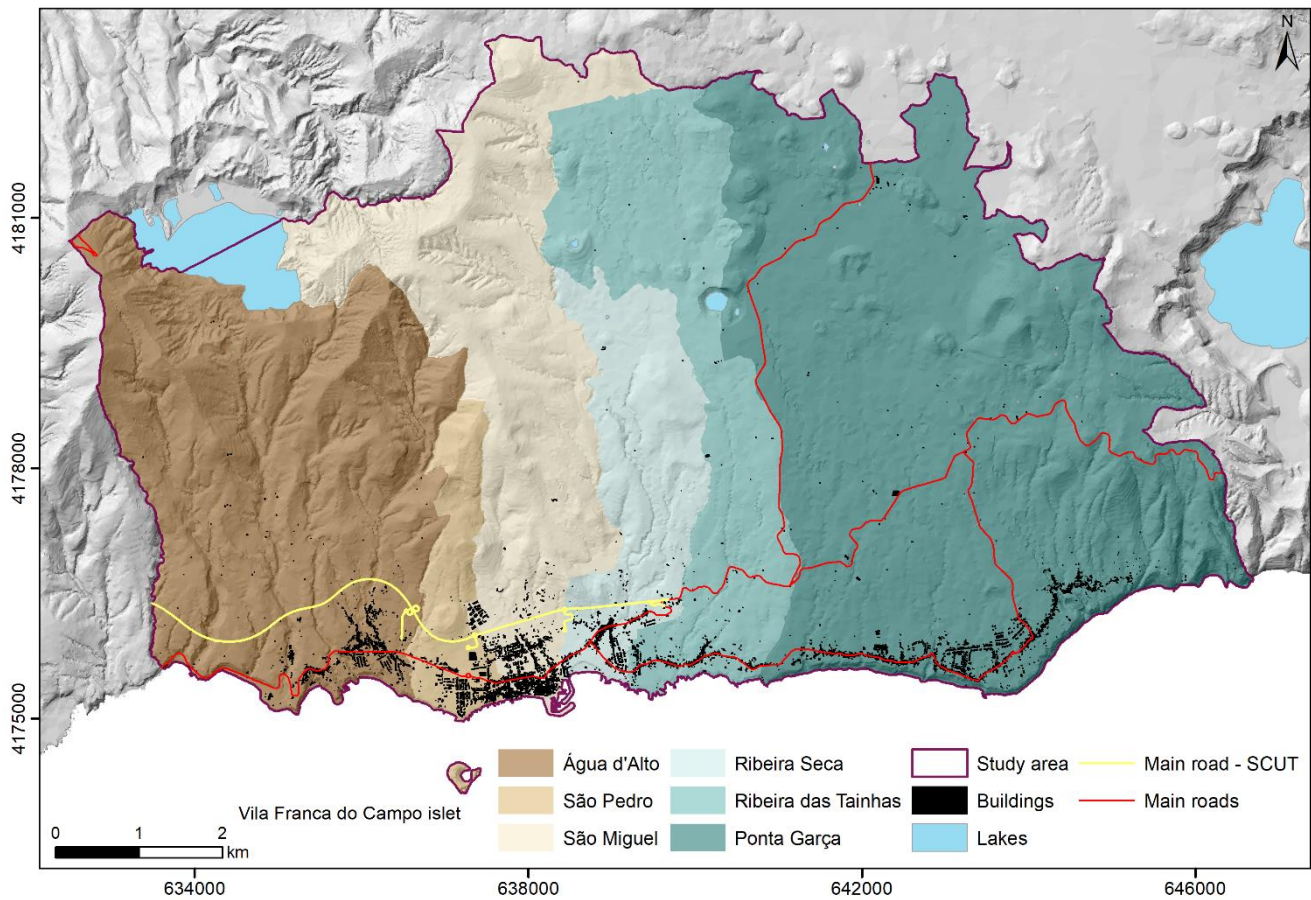 N
4181000
4178000
4175000
Água d'Alto
Ribeira Seca
Study area
Main road - SCUT
São Pedro
Ribeira das Tainhas
Buildings
Main roads
São Miguel
Ponta Garça
Lakes
Vila Franca do Campo islet
0 1 2
km
634000 638000 642000 646000